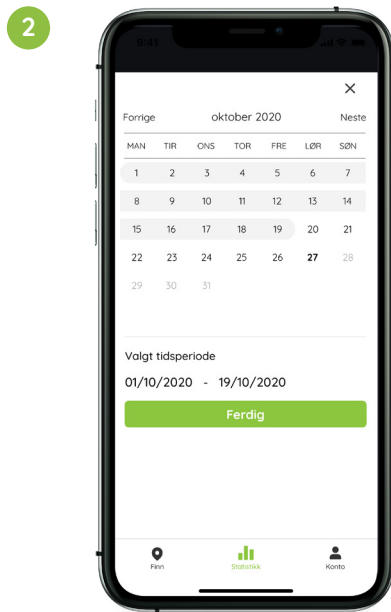 2
9:41
Forrige oktober 2020 Neste
MAN TIR ONS TOR FRE LØR SØN
1 2 3 4 5 6 7
8 9 10 11 12 13 14
15 16 17 18 19 20 21
22 23 24 25 26 27 28
29 30 31
Valgt tidsperiode
01/10/2020 - 19/10/2020
Ferdig
Finn Statistikk Konto